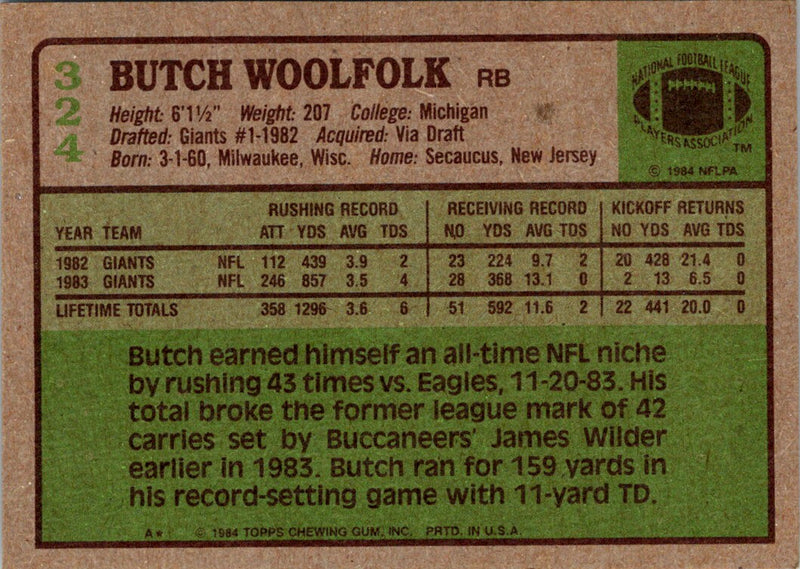 324
BUTCH WOOLFOLK RB
Height: 6'1½" Weight: 207 College: Michigan
Drafted: Giants #1-1982 Acquired: Via Draft
Born: 3-1-60, Milwaukee, Wisc. Home: Secaucus, New Jersey
NATIONAL FOOTBALL LEAGUE
PLAYERS ASSOCIATION
TM
© 1984 NFLPA
RUSHING RECORD RECEIVING RECORD KICKOFF RETURNS
YEAR TEAM ATT YDS AVG TDS NO YDS AVG TDS NO YDS AVG TDS
1982 GIANTS NFL 112 439 3.9 2 23 224 9.7 2 20 428 21.4 0
1983 GIANTS NFL 246 857 3.5 4 28 368 13.1 0 2 13 6.5 0
LIFETIME TOTALS 358 1296 3.6 6 51 592 11.6 2 22 441 20.0 0
Butch earned himself an all-time NFL niche
by rushing 43 times vs. Eagles, 11-20-83. His
total broke the former league mark of 42
carries set by Buccaneers' James Wilder
earlier in 1983. Butch ran for 159 yards in
his record-setting game with 11-yard TD.
A★ © 1984 TOPPS CHEWING GUM, INC. PRTD. IN U.S.A.